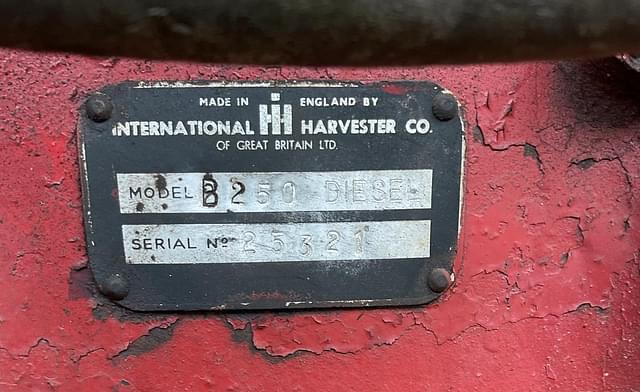 MADE IN IH ENGLAND BY
INTERNATIONAL HARVESTER CO.
OF GREAT BRITAIN LTD.
MODEL B250 DIESEL
SERIAL Nº 25321